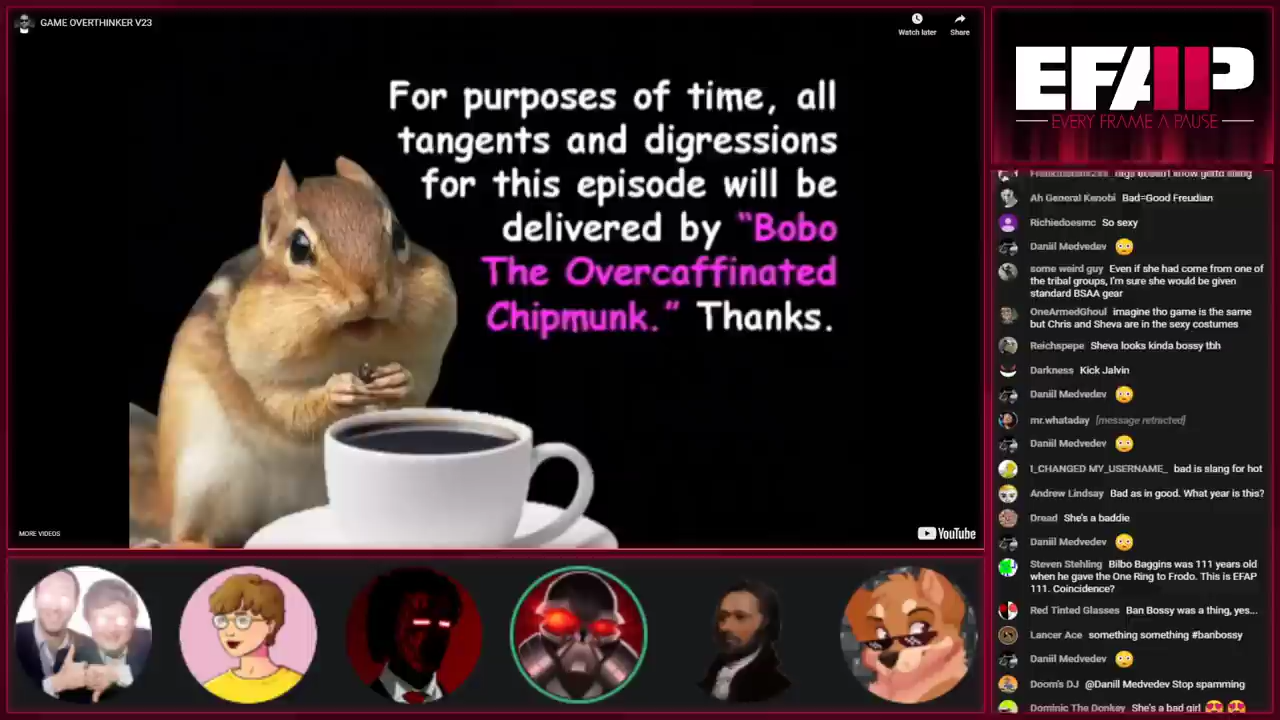 GAME OVERTHINKER V23
Watch later
Share
For purposes of time, all
tangents and digressions
for this episode will be
delivered by “Bobo
The Overcaffinated
Chipmunk.” Thanks.
MORE VIDEOS
YouTube
EFAP
EVERY FRAME A PAUSE
Ah General Kenobi Bad=Good Freudian
Richiedoesmc So sexy
Daniil Medvedev
some weird guy Even if she had come from one of
the tribal groups, I'm sure she would be given
standard BSAA gear
OneArmedGhoul imagine tho game is the same
but Chris and Sheva are in the sexy costumes
Reichspepe Sheva looks kinda bossy tbh
Darkness Kick Jalvin
Daniil Medvedev
mr.whataday [message retracted]
Daniil Medvedev
I_CHANGED MY_USERNAME_ bad is slang for hot
Andrew Lindsay Bad as in good. What year is this?
Dread She's a baddie
Daniil Medvedev
Steven Stehling Bilbo Baggins was 111 years old
when he gave the One Ring to Frodo. This is EFAP
111. Coincidence?
Red Tinted Glasses Ban Bossy was a thing, yes...
Lancer Ace something something #banbossy
Daniil Medvedev
Doom's DJ @Daniil Medvedev Stop spamming
Dominic The Donkey She's a bad girl